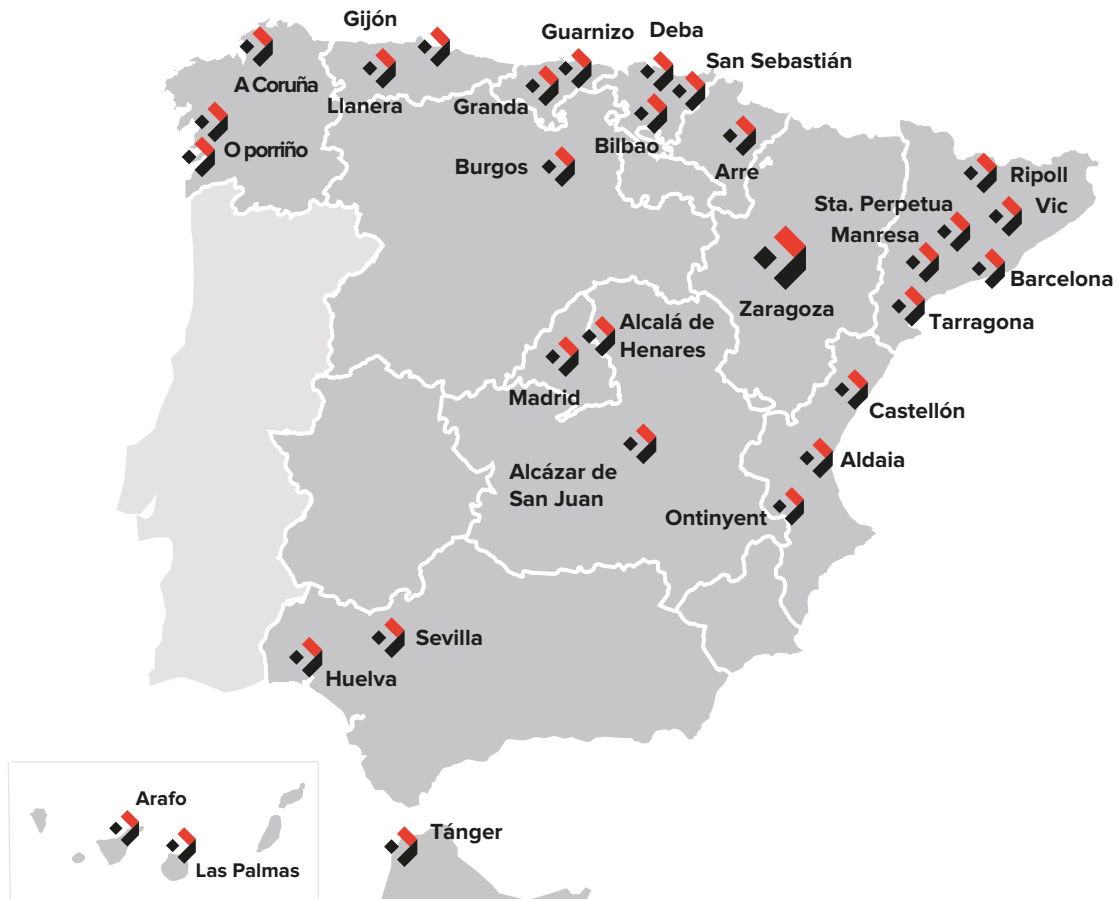 Gijón
Guarnizo
Deba
San Sebastián
A Coruña
Llanera
Granda
Bilbao
O porriño
Burgos
Arre
Ripoll
Sta. Perpetua
Vic
Manresa
Barcelona
Zaragoza
Tarragona
Alcalá de
Henares
Madrid
Castellón
Aldaia
Alcázar de
San Juan
Ontinyent
Sevilla
Huelva
Arafo
Las Palmas
Tánger